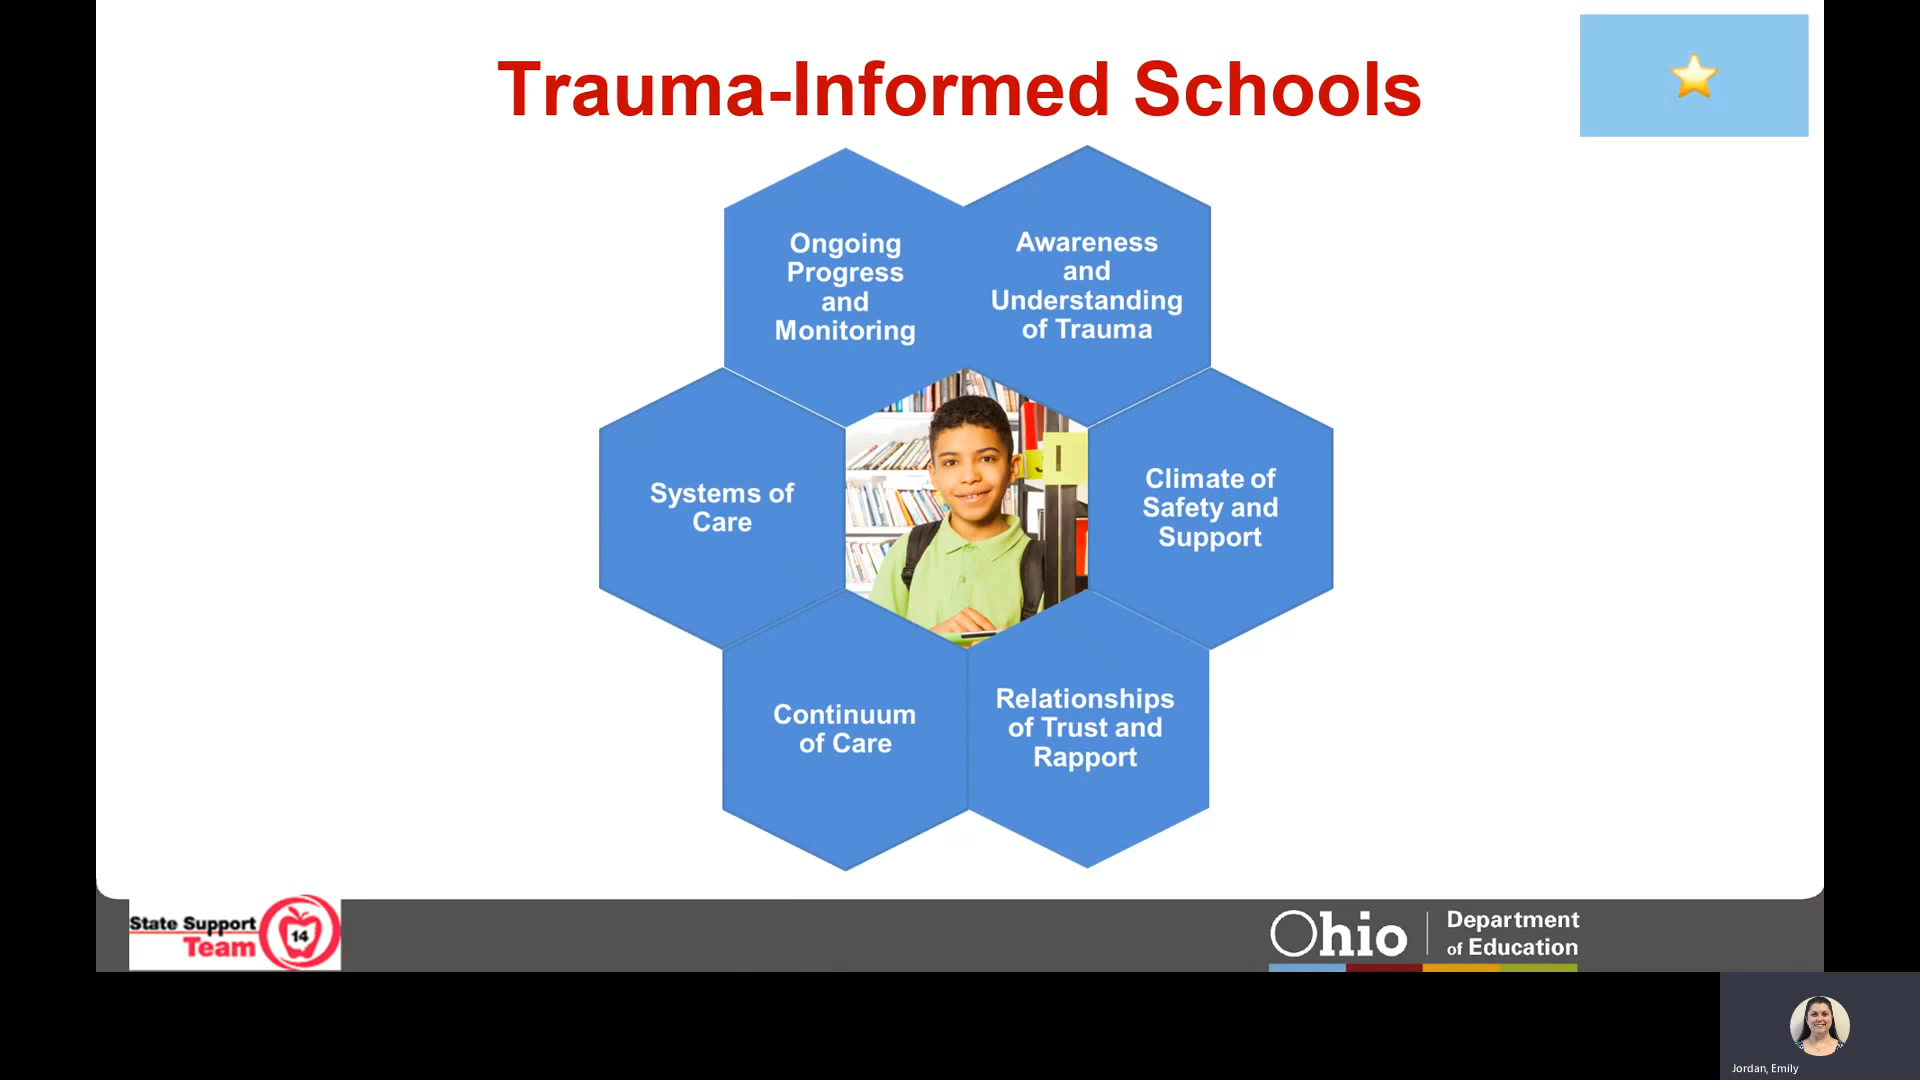 Trauma-Informed Schools
Ongoing
Progress
and
Monitoring
Awareness
and
Understanding
of Trauma
Systems of
Care
Climate of
Safety and
Support
Continuum
of Care
Relationships
of Trust and
Rapport
State Support
Team
14
Ohio
Department
of Education
Jordan, Emily